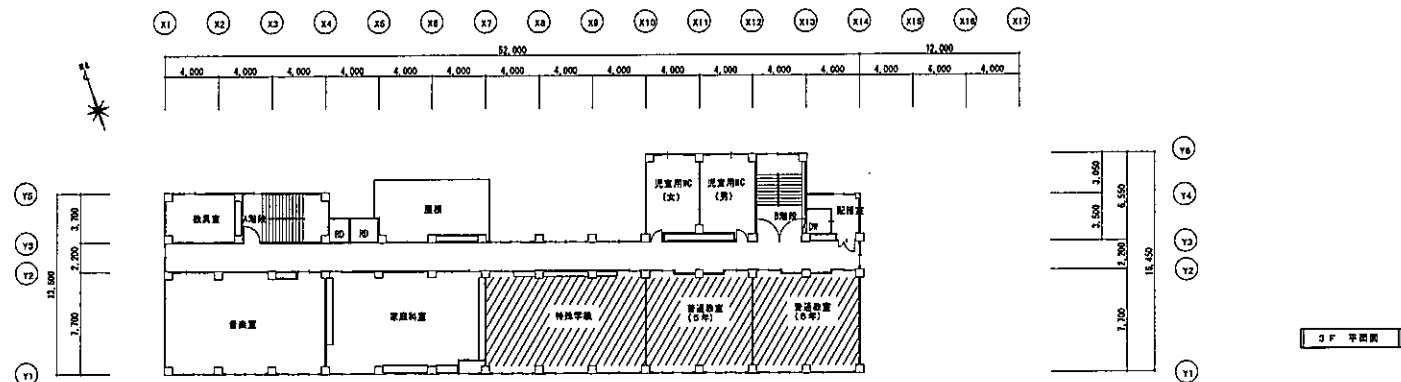 X1 X2 X3 X4 X5 X6 X7 X8 X9 X10 X11 X12 X13 X14 X15 X16 X17
52,000 12,000
4,000 4,000 4,000 4,000 4,000 4,000 4,000 4,000 4,000 4,000 4,000 4,000 4,000 4,000 4,000 4,000
Y6
Y5 Y4
Y3 Y3
Y2 Y2
Y1 Y1
3,700
2,200
7,700
13,600
3,050
3,500
6,550
2,200
7,700
16,450
教具室
A階段
RD
RD
屋根
児童用WC
(女)
児童用WC
(男)
B階段
DW
配膳室
音楽室
家庭科室
特殊学級
普通教室
(5年)
普通教室
(6年)
3F 平面図